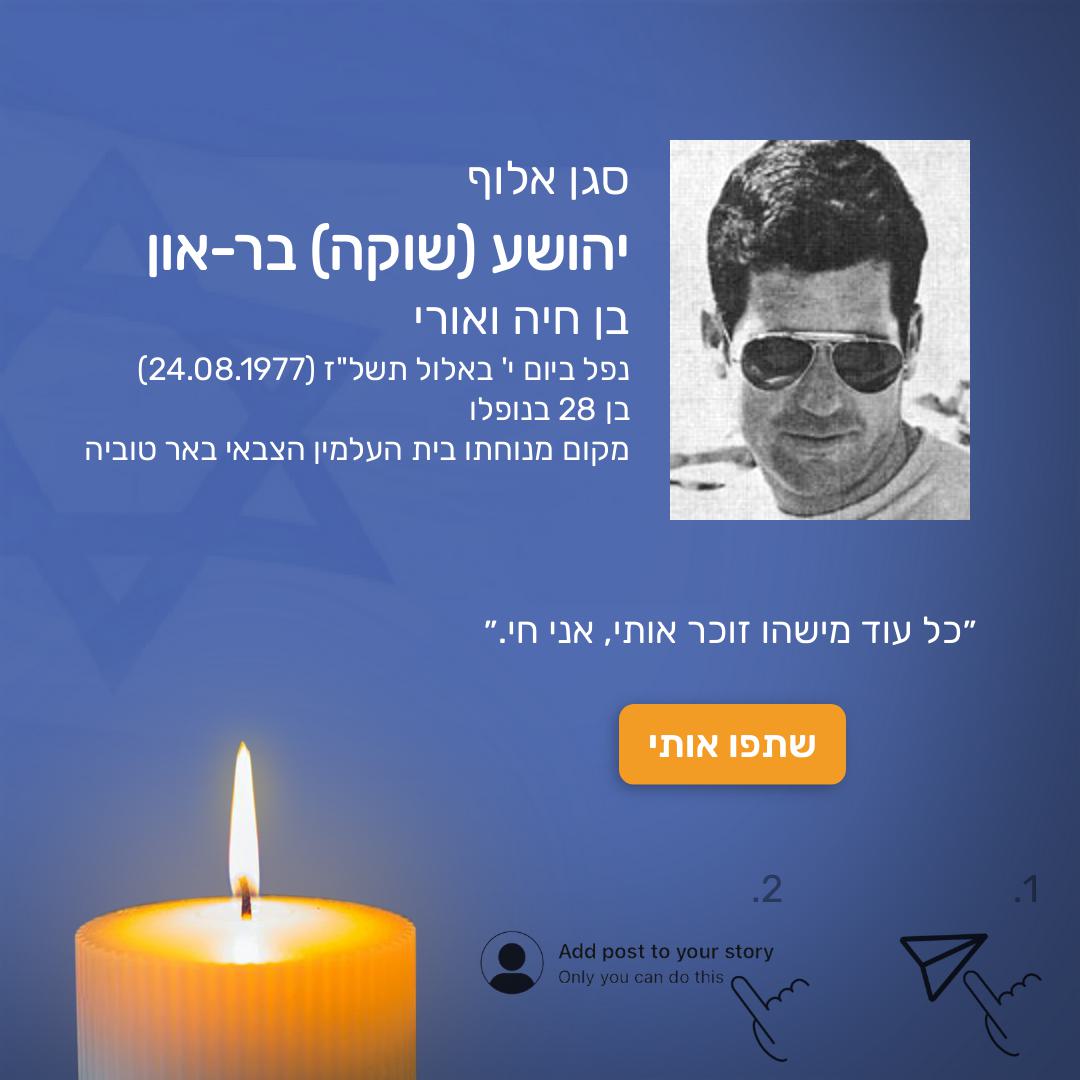 סגן אלוף
יהושע (שוקה) בר-און
בן חיה ואורי
נפל ביום י' באלול תשל"ז (24.08.1977)
בן 28 בנופלו
מקום מנוחתו בית העלמין הצבאי באר טוביה
״כל עוד מישהו זוכר אותי, אני חי.״
שתפו אותי
1.
2.
Add post to your story
Only you can do this